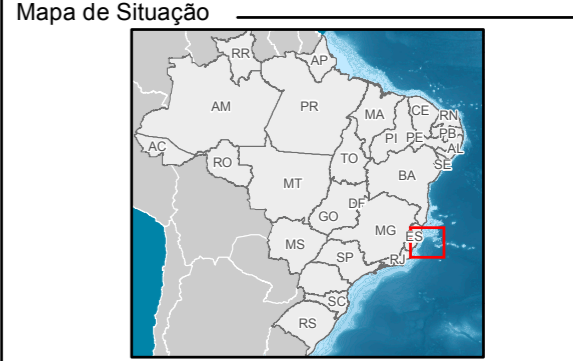 Mapa de Situação
RR
AP
AM
PR
MA
CE
RN
PI
PE
PB
AL
AC
RO
TO
SE
MT
BA
DF
GO
MG
ES
MS
SP
RJ
SC
RS